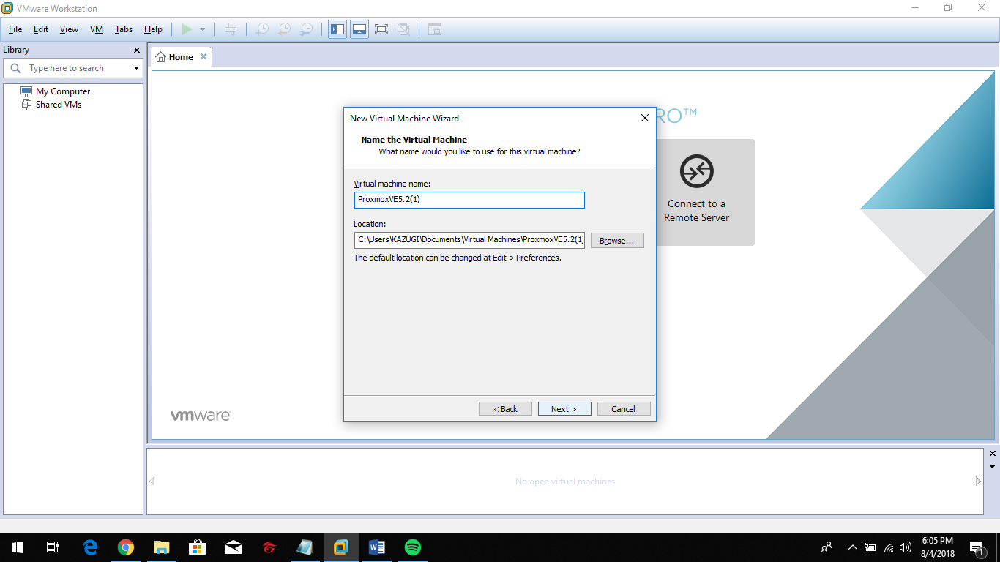 VMware Workstation
File Edit View VM Tabs Help
Library
Type here to search
My Computer
Shared VMs
Home
RO™
Connect to a
Remote Server
New Virtual Machine Wizard
Name the Virtual Machine
What name would you like to use for this virtual machine?
Virtual machine name:
ProxmoxVE5.2(1)
Location:
C:\Users\KAZUGI\Documents\Virtual Machines\ProxmoxVE5.2(1)
Browse...
The default location can be changed at Edit > Preferences.
< Back Next > Cancel
vmware
No open virtual machines
6:05 PM
8/4/2018
1